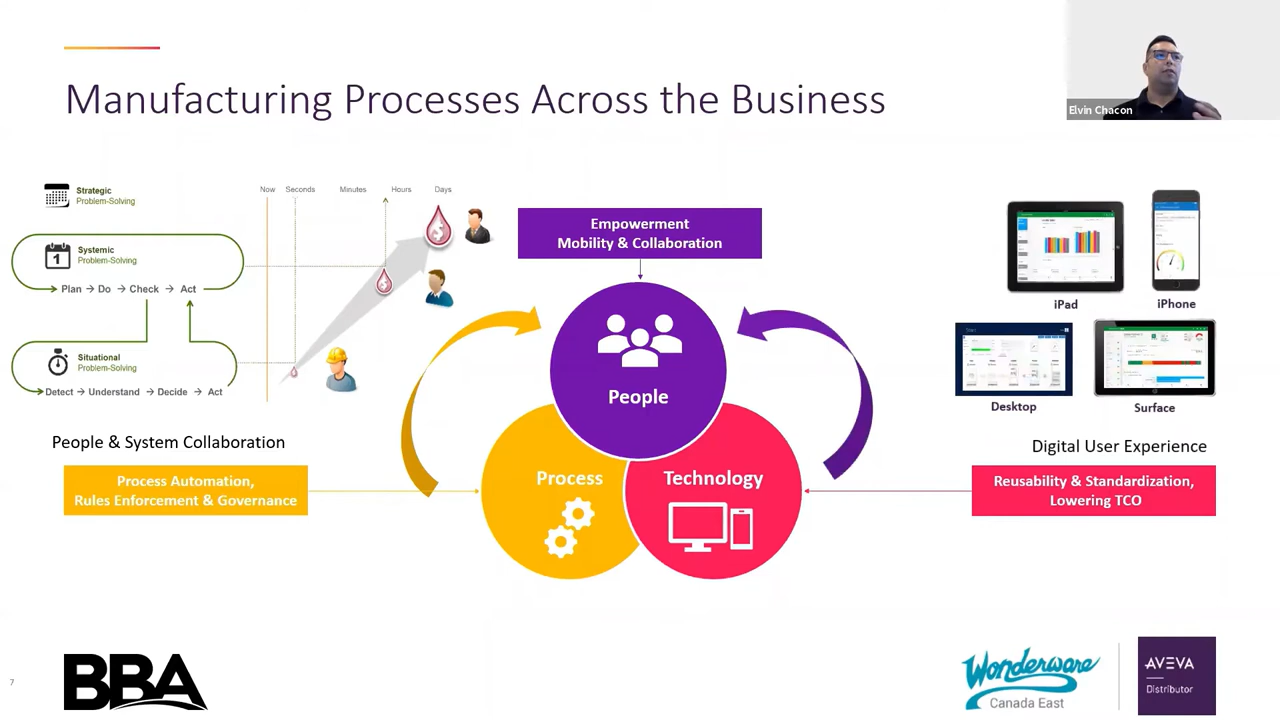 Manufacturing Processes Across the Business
Elvin Chacon
Strategic
Problem-Solving
Now Seconds Minutes Hours Days
Systemic
Problem-Solving
1
Plan → Do → Check → Act
Situational
Problem-Solving
Detect → Understand → Decide → Act
$
People & System Collaboration
Process Automation,
Rules Enforcement & Governance
Empowerment
Mobility & Collaboration
People
Process
Technology
iPad
iPhone
Desktop
Surface
Digital User Experience
Reusability & Standardization,
Lowering TCO
7
BBA
Wonderware
Canada East
AVEVA
Distributor